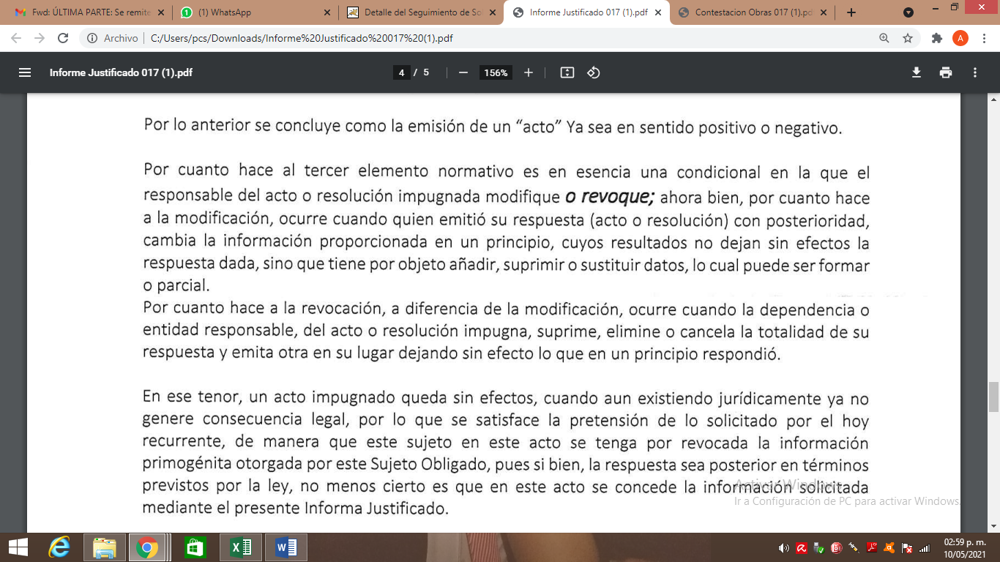 Fwd: ÚLTIMA PARTE: Se remite
(1) WhatsApp
Detalle del Seguimiento de So
Informe Justificado 017 (1).pdf
Contestacion Obras 017 (1).pd
Archivo C:/Users/pcs/Downloads/Informe%20Justificado%20017%20(1).pdf
A
Informe Justificado 017 (1).pdf
4 / 5
156%
Por lo anterior se concluye como la emisión de un “acto” Ya sea en sentido positivo o negativo.
Por cuanto hace al tercer elemento normativo es en esencia una condicional en la que el
responsable del acto o resolución impugnada modifique o revoque; ahora bien, por cuanto hace
a la modificación, ocurre cuando quien emitió su respuesta (acto o resolución) con posterioridad,
cambia la información proporcionada en un principio, cuyos resultados no dejan sin efectos la
respuesta dada, sino que tiene por objeto añadir, suprimir o sustituir datos, lo cual puede ser formar
o parcial.
Por cuanto hace a la revocación, a diferencia de la modificación, ocurre cuando la dependencia o
entidad responsable, del acto o resolución impugna, suprime, elimine o cancela la totalidad de su
respuesta y emita otra en su lugar dejando sin efecto lo que en un principio respondió.
En ese tenor, un acto impugnado queda sin efectos, cuando aun existiendo jurídicamente ya no
genere consecuencia legal, por lo que se satisface la pretensión de lo solicitado por el hoy
recurrente, de manera que este sujeto en este acto se tenga por revocada la información
primogénita otorgada por este Sujeto Obligado, pues si bien, la respuesta sea posterior en términos
previstos por la ley, no menos cierto es que en este acto se concede la información solicitada
mediante el presente Informa Justificado.
Activar Windows
Ir a Configuración de PC para activar Windows.
02:59 p. m.
10/05/2021